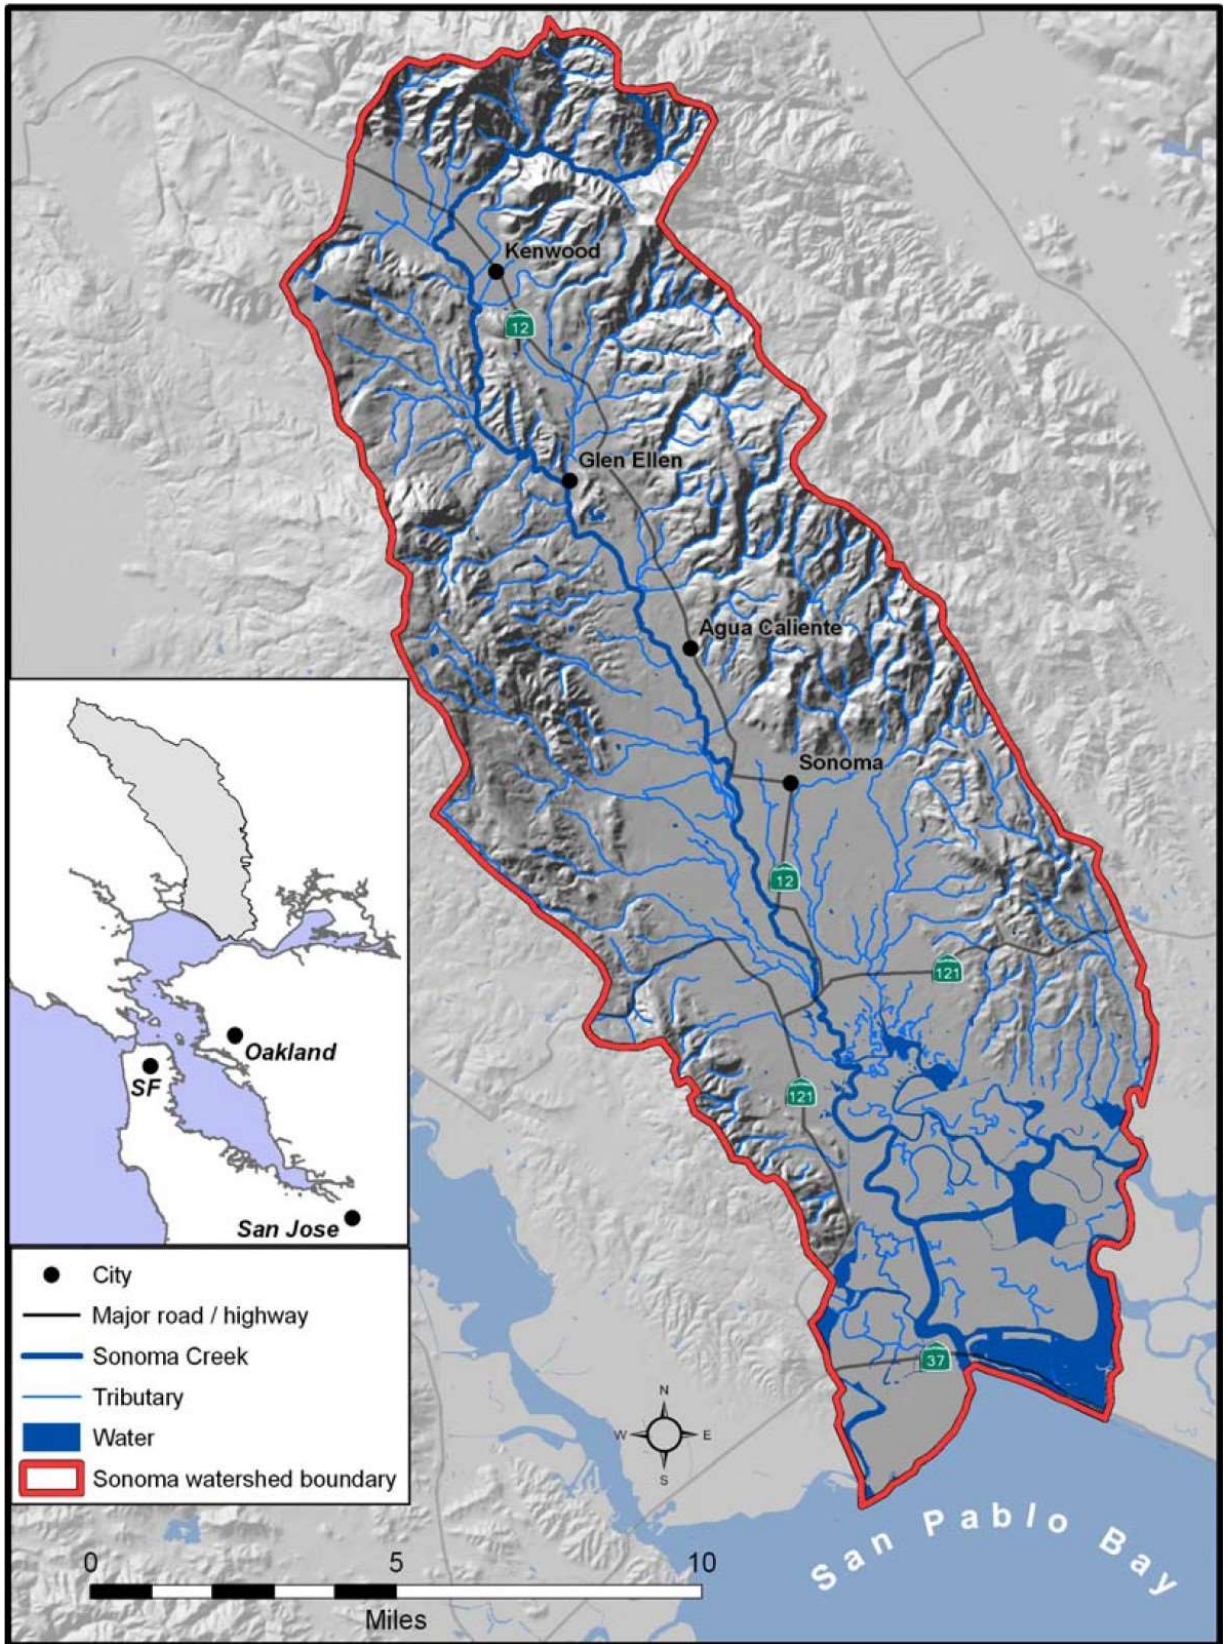 Kenwood
12
Glen Ellen
Agua Caliente
Sonoma
12
121
121
37
Oakland
SF
San Jose
City
Major road / highway
Sonoma Creek
Tributary
Water
Sonoma watershed boundary
N
W E
S
San Pablo Bay
0 5 10
Miles